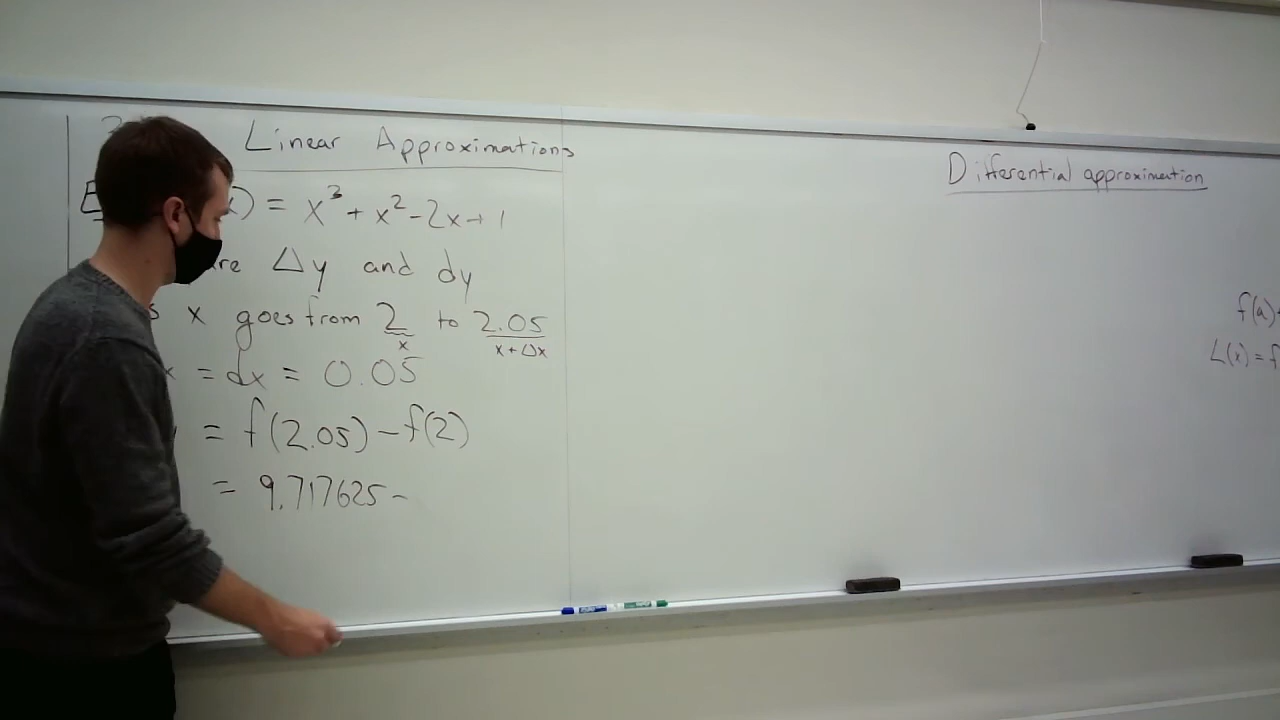 Linear Approximations
) = x³ + x² - 2x + 1
re Δy and dy
s x goes from 2 to 2.05
x x + Δx
x = dx = 0.05
= f(2.05) - f(2)
= 9.717625 -
Differential approximation
f(a)
L(x) = f